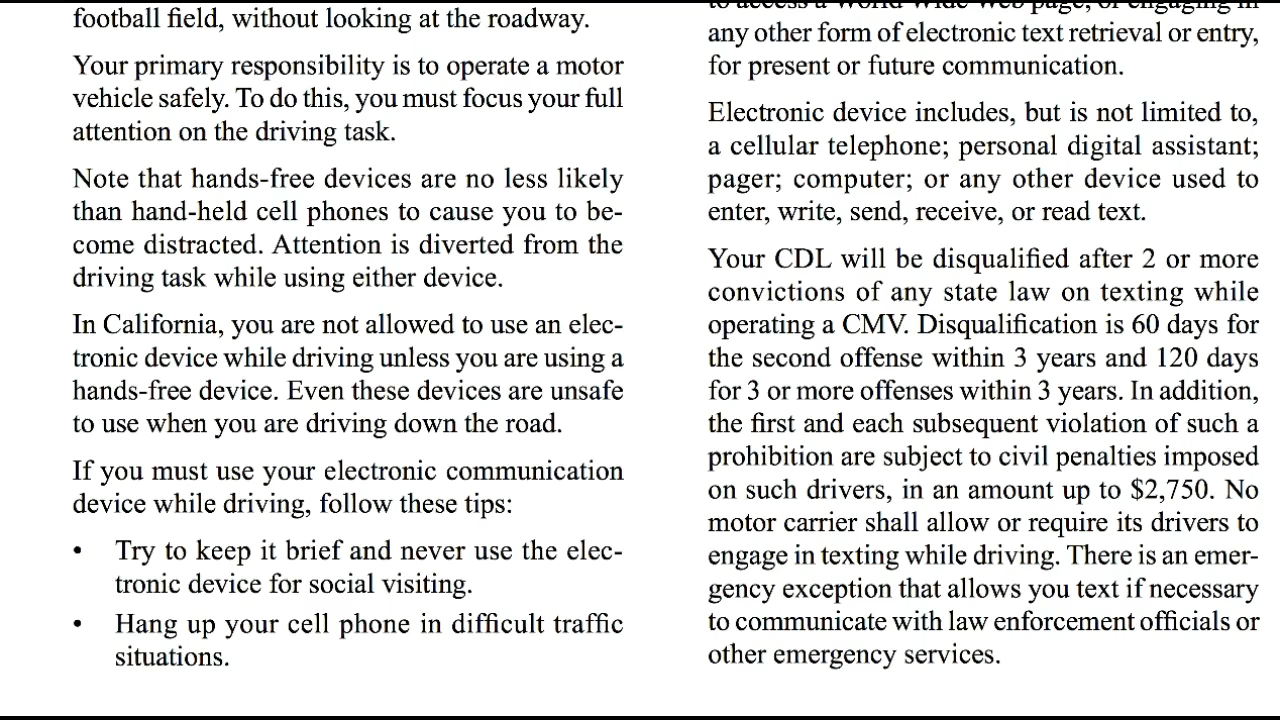 football field, without looking at the roadway.
Your primary responsibility is to operate a motor
vehicle safely. To do this, you must focus your full
attention on the driving task.
Note that hands-free devices are no less likely
than hand-held cell phones to cause you to be-
come distracted. Attention is diverted from the
driving task while using either device.
In California, you are not allowed to use an elec-
tronic device while driving unless you are using a
hands-free device. Even these devices are unsafe
to use when you are driving down the road.
If you must use your electronic communication
device while driving, follow these tips:
• Try to keep it brief and never use the elec-
tronic device for social visiting.
• Hang up your cell phone in difficult traffic
situations.
to access a world wide web page, or engaging in
any other form of electronic text retrieval or entry,
for present or future communication.
Electronic device includes, but is not limited to,
a cellular telephone; personal digital assistant;
pager; computer; or any other device used to
enter, write, send, receive, or read text.
Your CDL will be disqualified after 2 or more
convictions of any state law on texting while
operating a CMV. Disqualification is 60 days for
the second offense within 3 years and 120 days
for 3 or more offenses within 3 years. In addition,
the first and each subsequent violation of such a
prohibition are subject to civil penalties imposed
on such drivers, in an amount up to $2,750. No
motor carrier shall allow or require its drivers to
engage in texting while driving. There is an emer-
gency exception that allows you text if necessary
to communicate with law enforcement officials or
other emergency services.